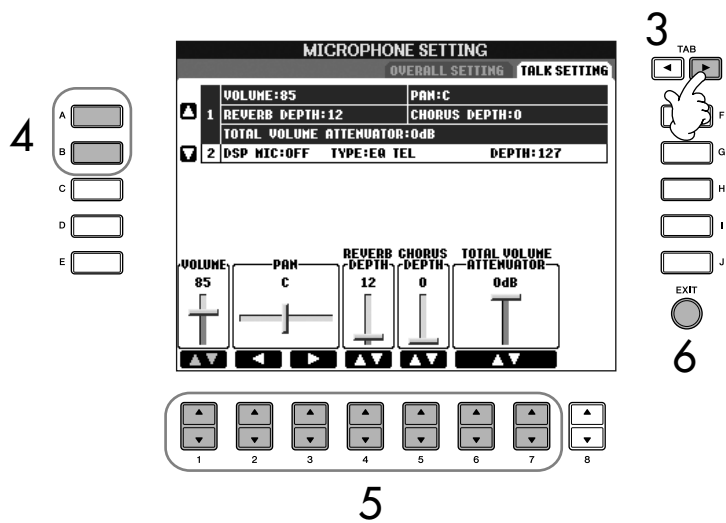 3
TAB
MICROPHONE SETTING
OVERALL SETTING TALK SETTING
4
A
B
C
D
E
F
G
H
I
J
1
VOLUME:85 PAN:C
REVERB DEPTH:12 CHORUS DEPTH:0
TOTAL VOLUME ATTENUATOR:0dB
2 DSP MIC:OFF TYPE:EQ TEL DEPTH:127
VOLUME
85
PAN
C
REVERB DEPTH
12
CHORUS DEPTH
0
TOTAL VOLUME ATTENUATOR
0dB
EXIT
6
1 2 3 4 5 6 7 8
5